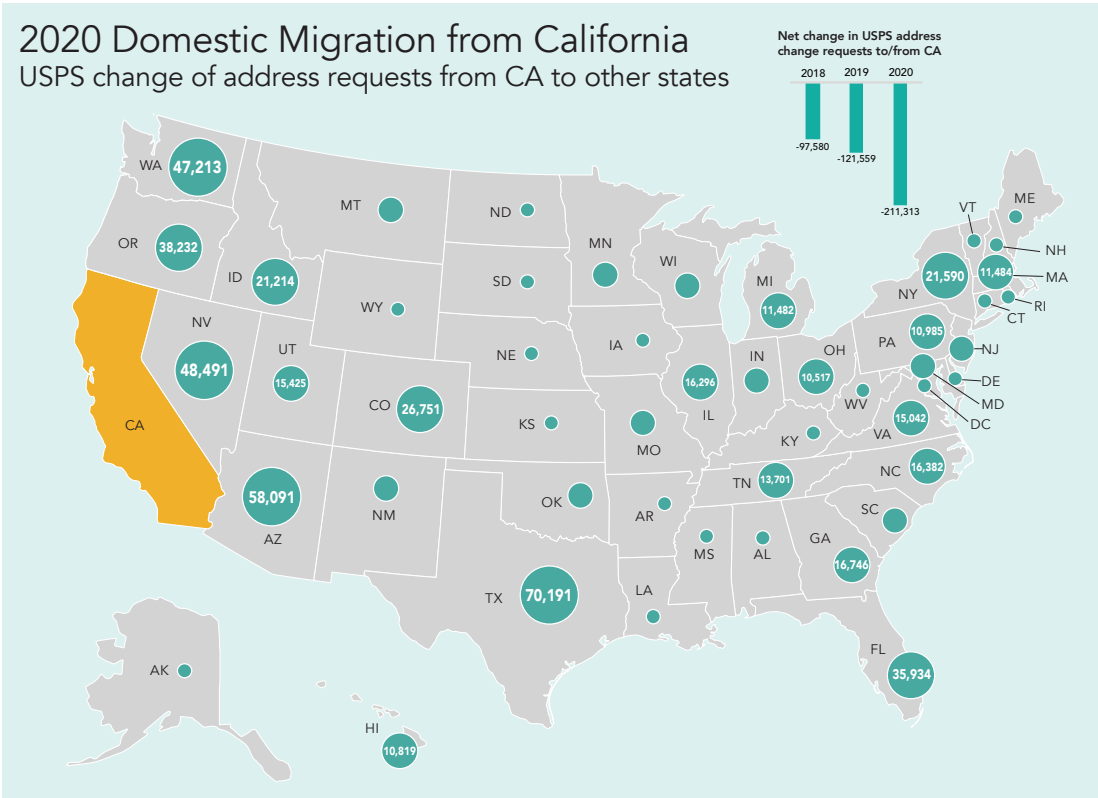 2020 Domestic Migration from California
USPS change of address requests from CA to other states
Net change in USPS address
change requests to/from CA
2018 2019 2020
-97,580
-121,559
-211,313
WA 47,213
OR 38,232
ID 21,214
MT
ND
MN
WI
MI
11,482
VT
ME
NH
11,484 MA
NY 21,590
RI
CT
SD
WY
NV
48,491
UT
15,425
CO 26,751
NE
IA
16,296
IL
IN
OH
10,517
PA 10,985
NJ
DE
MD
DC
WV
VA 15,042
KS
MO
KY
CA
58,091
AZ
NM
OK
AR
TN 13,701
NC 16,382
SC
GA
16,746
MS
AL
LA
TX 70,191
FL
35,934
AK
HI
10,819